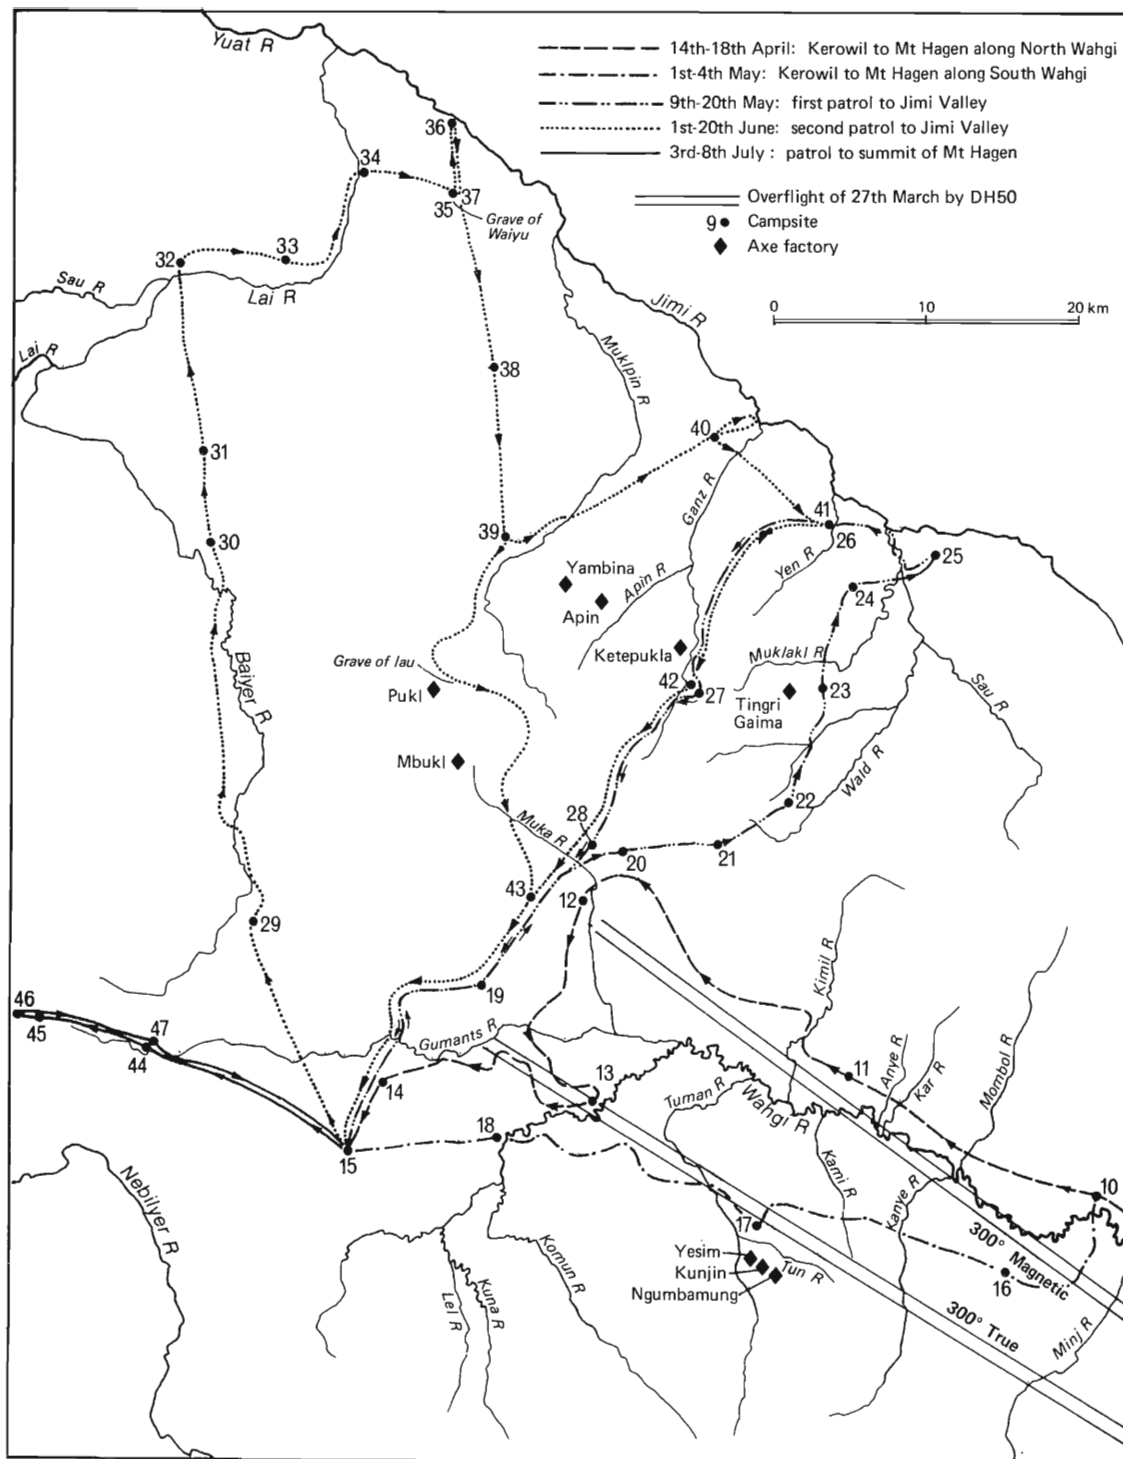 Yuat R
14th-18th April: Kerowil to Mt Hagen along North Wahgi
1st-4th May: Kerowil to Mt Hagen along South Wahgi
9th-20th May: first patrol to Jimi Valley
1st-20th June: second patrol to Jimi Valley
3rd-8th July: patrol to summit of Mt Hagen
Overflight of 27th March by DH50
9 Campsite
Axe factory
0 10 20 km
36
34
37
35
Grave of
Waiyu
32
33
Sau R
Lai R
Lai R
Jimi R
Muklpin R
38
40
31
Ganz R
39
41
26
30
25
Yen R
24
Yambina
Apin R
Apin
Ketepukla
Muklakl R
Grave of Iau
Pukl
42
27
23
Tingri
Gaima
Sau R
Baiyer R
Mbukl
Wald R
22
28
Muka R
20
21
43
12
29
Kimil R
19
46
45
47
44
Gumants R
Anye R
Kar R
Mombol R
11
14
13
Tuman R
Wahgi R
18
15
Kami R
Kanye R
10
Nebilyer R
17
300° Magnetic
16
Yesim
Kunjin
Ngumbamung
Tun R
Komun R
Kuna R
Lel R
300° True
Minj R